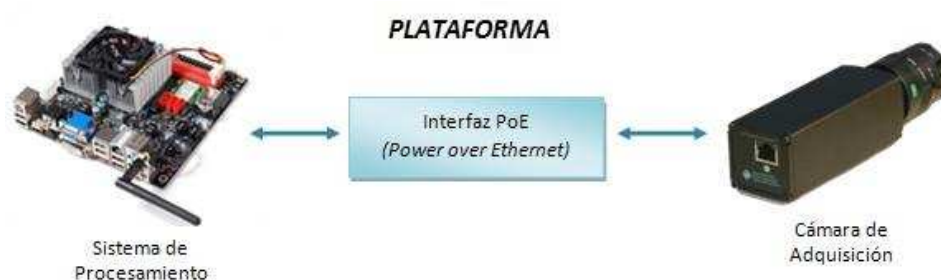 PLATAFORMA
Interfaz PoE
(Power over Ethernet)
Sistema de
Procesamiento
Cámara de
Adquisición